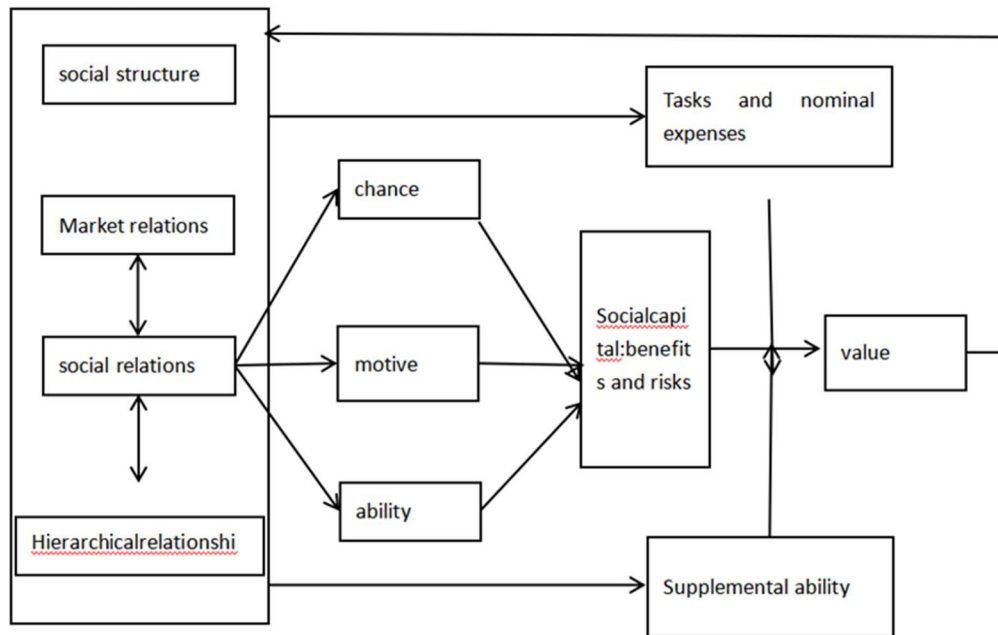 social structure
Tasks and nominal
expenses
chance
Market relations
Socialcapi
tal:benefit
s and risks
social relations
motive
value
ability
Hierarchicalrelationshi
Supplemental ability